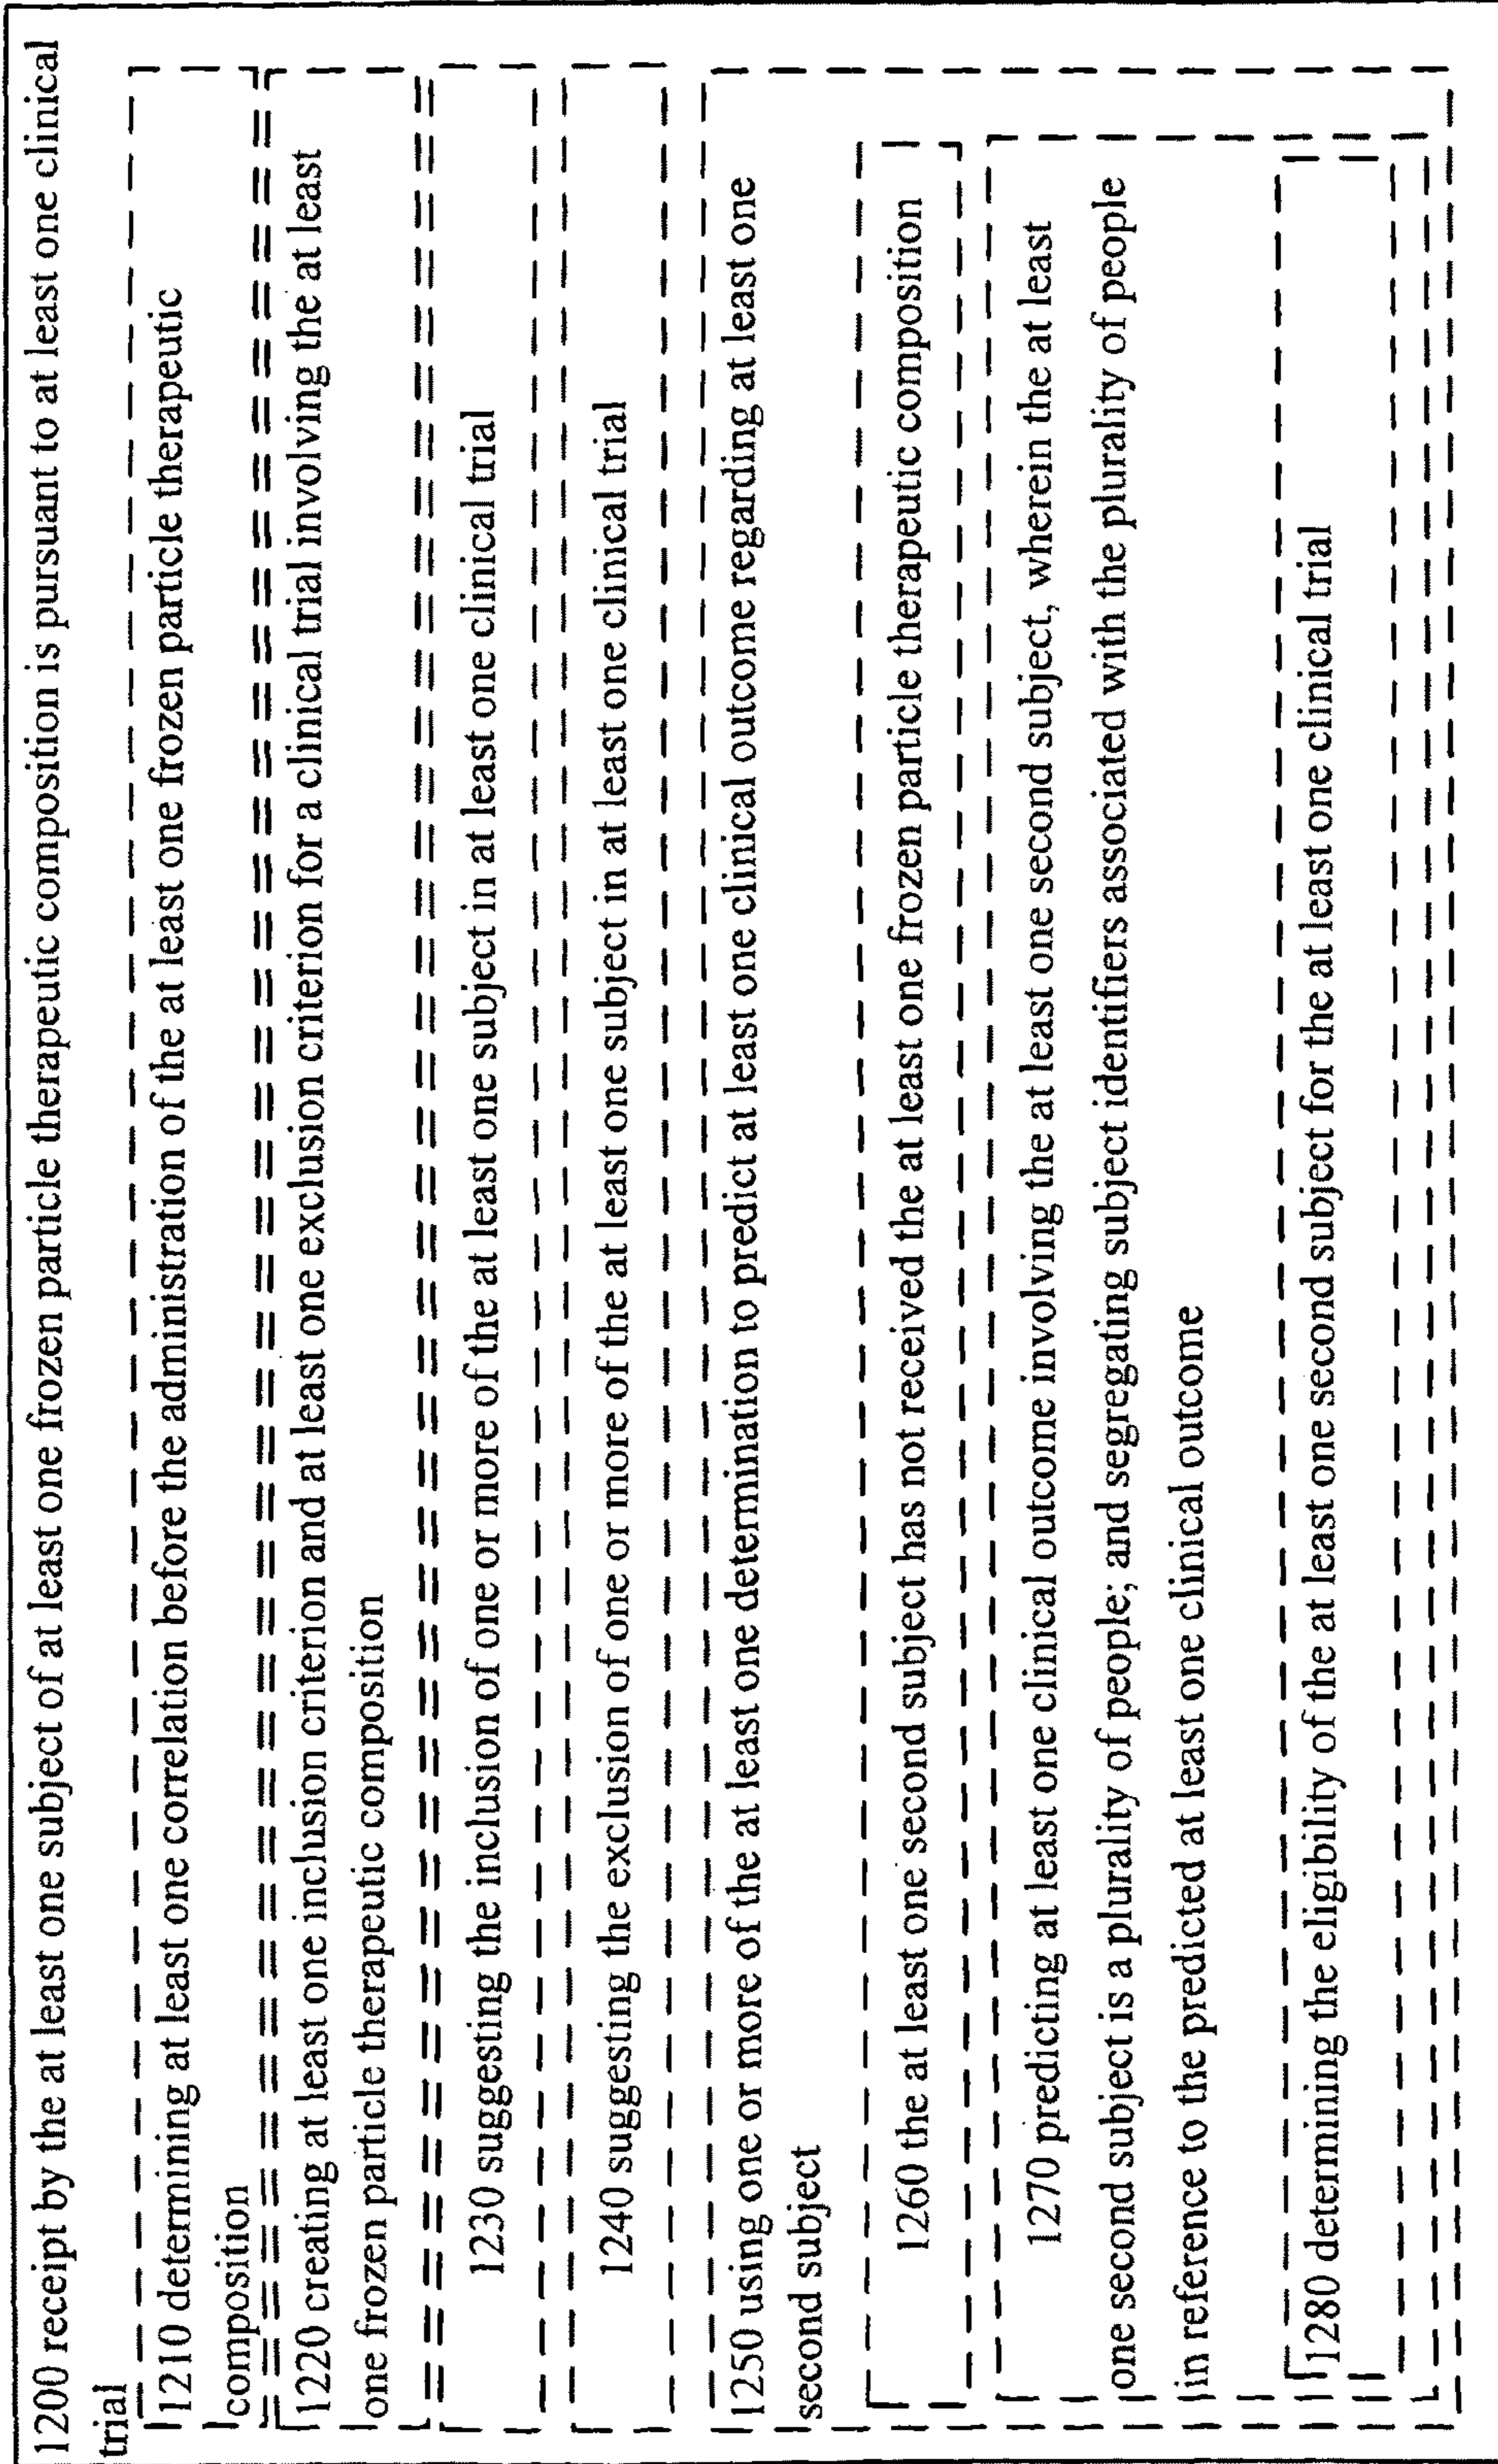 1200 receipt by the at least one subject of at least one frozen particle therapeutic composition is pursuant to at least one clinical
trial
1210 determining at least one correlation before the administration of the at least one frozen particle therapeutic
composition
1220 creating at least one inclusion criterion and at least one exclusion criterion for a clinical trial involving the at least
one frozen particle therapeutic composition
1230 suggesting the inclusion of one or more of the at least one subject in at least one clinical trial
1240 suggesting the exclusion of one or more of the at least one subject in at least one clinical trial
1250 using one or more of the at least one determination to predict at least one clinical outcome regarding at least one
second subject
1260 the at least one second subject has not received the at least one frozen particle therapeutic composition
1270 predicting at least one clinical outcome involving the at least one second subject, wherein the at least
one second subject is a plurality of people; and segregating subject identifiers associated with the plurality of people
in reference to the predicted at least one clinical outcome
1280 determining the eligibility of the at least one second subject for the at least one clinical trial